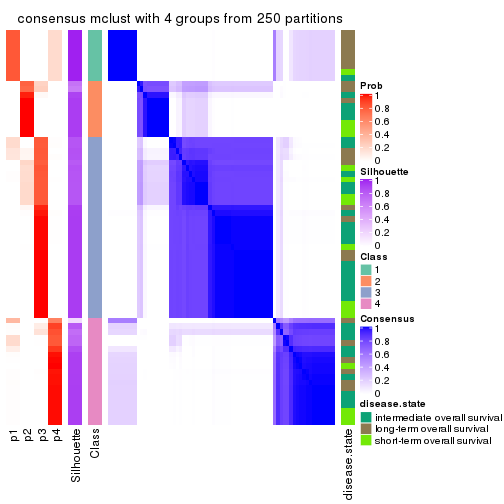 consensus mclust with 4 groups from 250 partitions
Prob
1
0.8
0.6
0.4
0.2
0
Silhouette
1
0.8
0.6
0.4
0.2
0
Class
1
2
3
4
Consensus
1
0.8
0.6
0.4
0.2
0
disease.state
intermediate overall survival
long-term overall survival
short-term overall survival
p1
p2
p3
p4
Silhouette
Class
disease.state